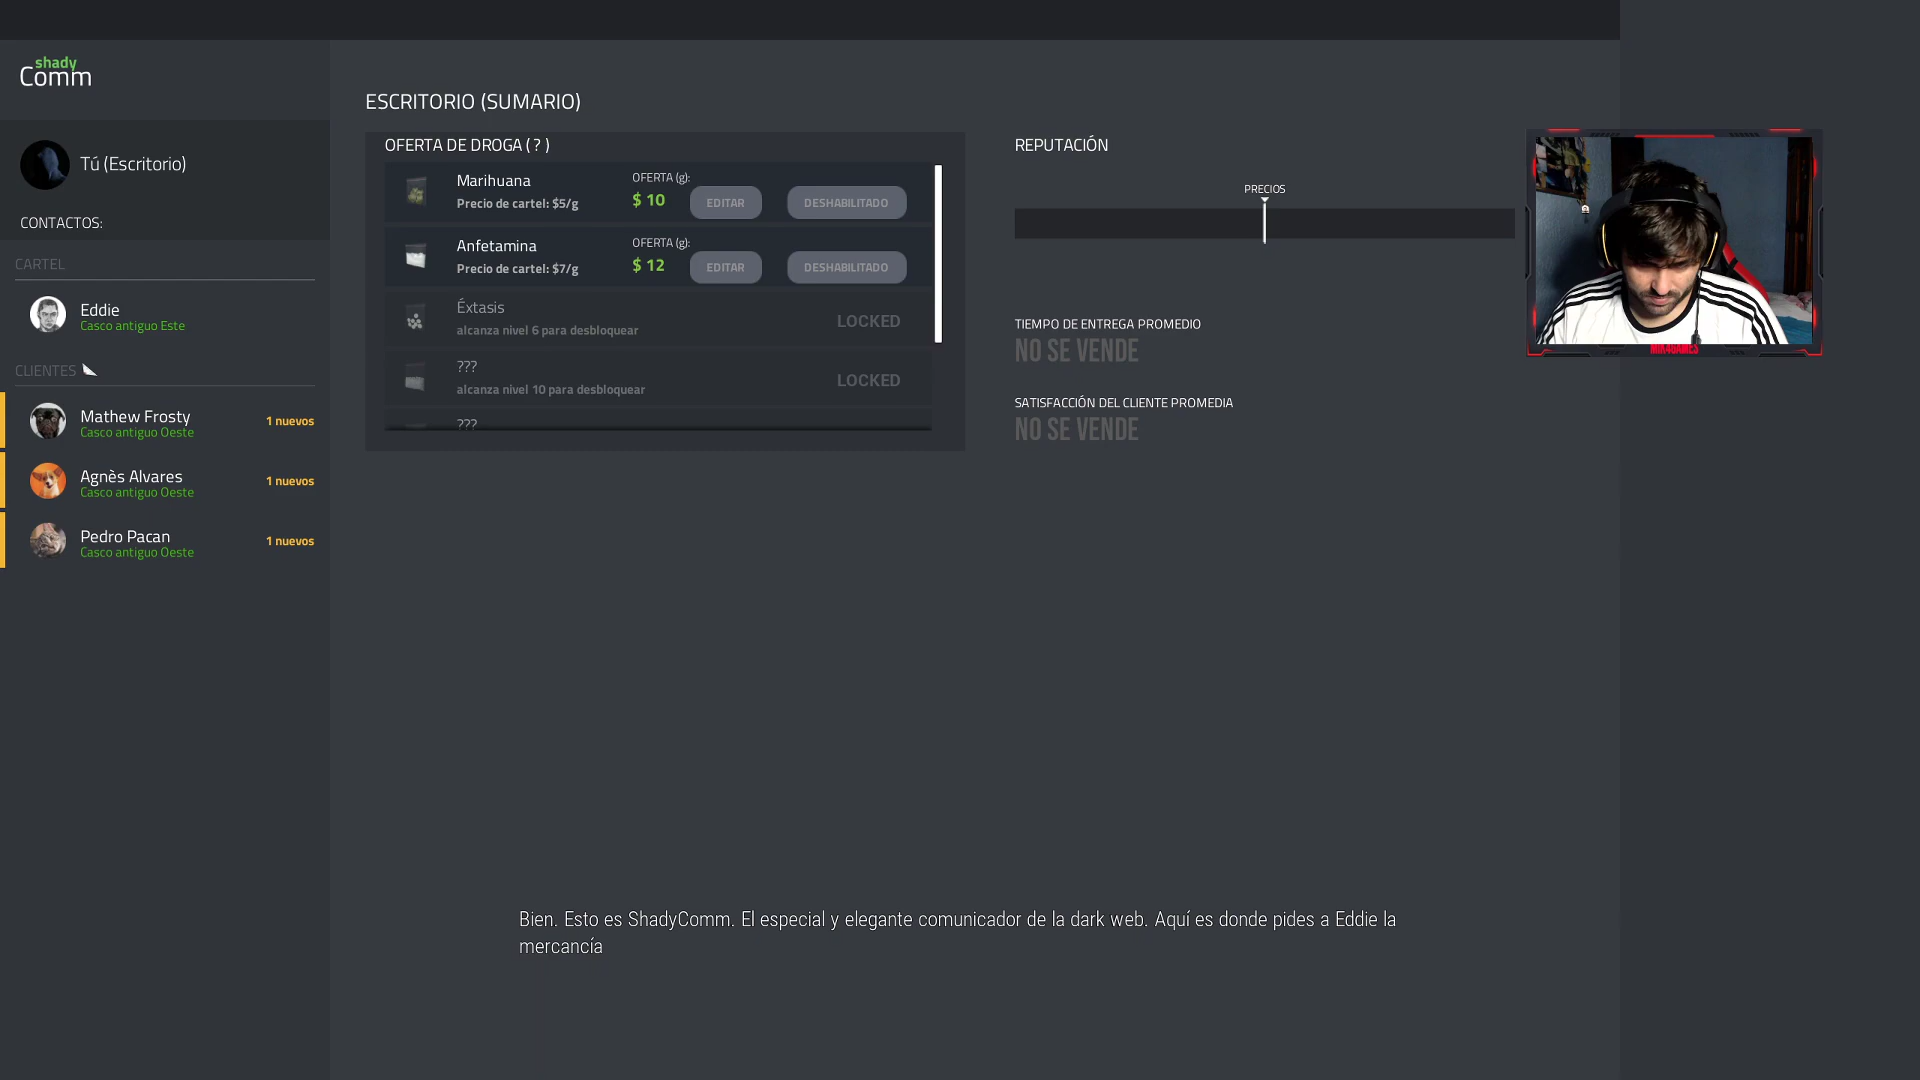 shady
Comm
Tú (Escritorio)
CONTACTOS:
CARTEL
Eddie
Casco antiguo Este
CLIENTES
Mathew Frosty
Casco antiguo Oeste
1 nuevos
Agnès Alvares
Casco antiguo Oeste
1 nuevos
Pedro Pacan
Casco antiguo Oeste
1 nuevos
ESCRITORIO (SUMARIO)
OFERTA DE DROGA ( ? )
Marihuana
Precio de cartel: $5/g
OFERTA (g):
$ 10
EDITAR
DESHABILITADO
Anfetamina
Precio de cartel: $7/g
OFERTA (g):
$ 12
EDITAR
DESHABILITADO
Éxtasis
alcanza nivel 6 para desbloquear
LOCKED
???
alcanza nivel 10 para desbloquear
LOCKED
???
REPUTACIÓN
PRECIOS
TIEMPO DE ENTREGA PROMEDIO
NO SE VENDE
SATISFACCIÓN DEL CLIENTE PROMEDIA
NO SE VENDE
MIK4GAMES
Bien. Esto es ShadyComm. El especial y elegante comunicador de la dark web. Aquí es donde pides a Eddie la
mercancía